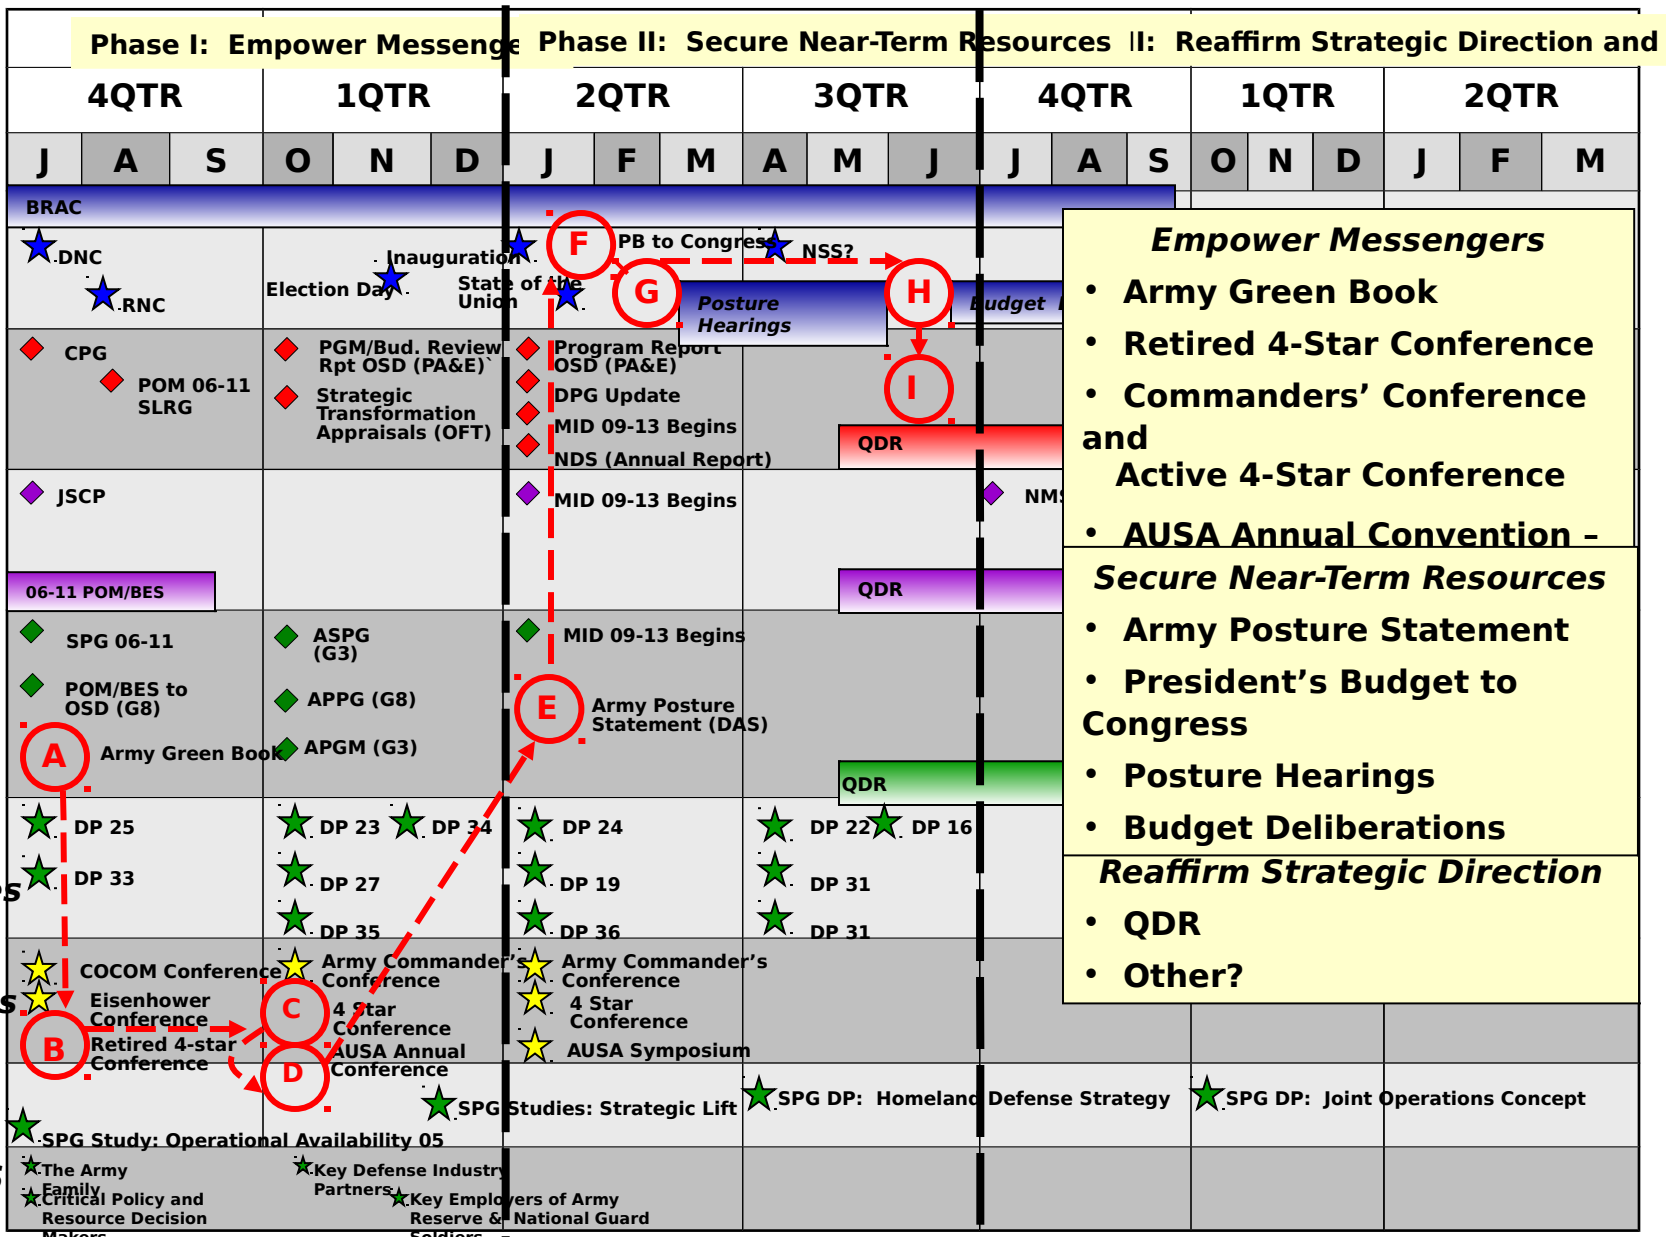 Phase I:  Empower Messenge
Phase II:  Secure Near-Term Resources
II:  Reaffirm Strategic Direction and
4QTR 1QTR 2QTR 3QTR 4QTR 1QTR 2QTR
J A S O N D J F M A M J J A S O N D J F M
BRAC
DNC
RNC
Inauguration
Election Day
State of the
Union
F
PB to Congress
NSS?
G
H
Posture
Hearings
Budget
I
CPG
POM 06-11
SLRG
PGM/Bud. Review
Rpt OSD (PA&E)`
Strategic
Transformation
Appraisals (OFT)
Program Report
OSD (PA&E)
DPG Update
MID 09-13 Begins
NDS (Annual Report)
QDR
JSCP
MID 09-13 Begins
NMS
06-11 POM/BES
QDR
SPG 06-11
POM/BES to
OSD (G8)
A
Army Green Book
ASPG
(G3)
APPG (G8)
APGM (G3)
MID 09-13 Begins
E
Army Posture
Statement (DAS)
QDR
DP 25
DP 33
DP 23
DP 34
DP 27
DP 35
DP 24
DP 19
DP 36
DP 22
DP 16
DP 31
DP 31
COCOM Conference
Eisenhower
Conference
B
Retired 4-star
Conference
Army Commander’s
Conference
C
4 Star
Conference
D
AUSA Annual
Conference
Army Commander’s
Conference
4 Star
Conference
AUSA Symposium
SPG Study: Operational Availability 05
SPG Studies: Strategic Lift
SPG DP:  Homeland Defense Strategy
SPG DP:  Joint Operations Concept
The Army
Family
Critical Policy and
Resource Decision
Makers
Key Defense Industry
Partners
Key Employers of Army
Reserve &  National Guard
Soldiers
Empower Messengers
• Army Green Book
• Retired 4-Star Conference
• Commanders’ Conference
and
Active 4-Star Conference
• AUSA Annual Convention –
Secure Near-Term Resources
• Army Posture Statement
• President’s Budget to
Congress
• Posture Hearings
• Budget Deliberations
Reaffirm Strategic Direction
• QDR
• Other?